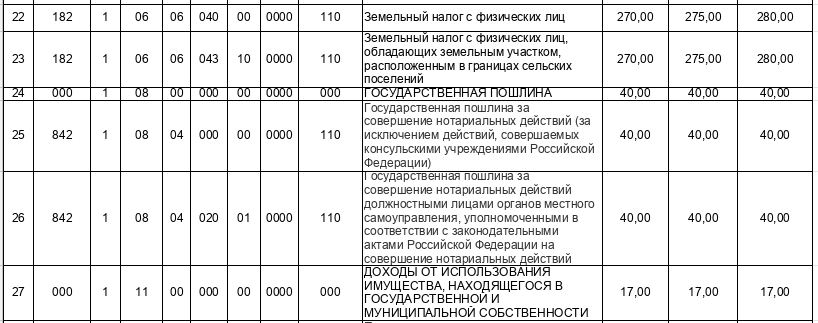 22 182 1 06 06 040 00 0000 110 Земельный налог с физических лиц 270,00 275,00 280,00
Земельный налог с физических лиц,
обладающих земельным участком,
23 182 1 06 06 043 10 0000 110 расположенным в границах сельских 270,00 275,00 280,00
поселений
24 000 1 08 00 000 00 0000 000 ГОСУДАРСТВЕННАЯ ПОШЛИНА 40,00 40,00 40,00
Государственная пошлина за
совершение нотариальных действий (за
25 842 1 08 04 000 00 0000 110 исключением действий, совершаемых 40,00 40,00 40,00
консульскими учреждениями Российской
Федерации)
Государственная пошлина за
совершение нотариальных действий
должностными лицами органов местного
26 842 1 08 04 020 01 0000 110 самоуправления, уполномоченными в 40,00 40,00 40,00
соответствии с законодательными
актами Российской Федерации на
совершение нотариальных действий
ДОХОДЫ ОТ ИСПОЛЬЗОВАНИЯ
27 000 1 11 00 000 00 0000 000 ИМУЩЕСТВА, НАХОДЯЩЕГОСЯ В 17,00 17,00 17,00
ГОСУДАРСТВЕННОЙ И
МУНИЦИПАЛЬНОЙ СОБСТВЕННОСТИ